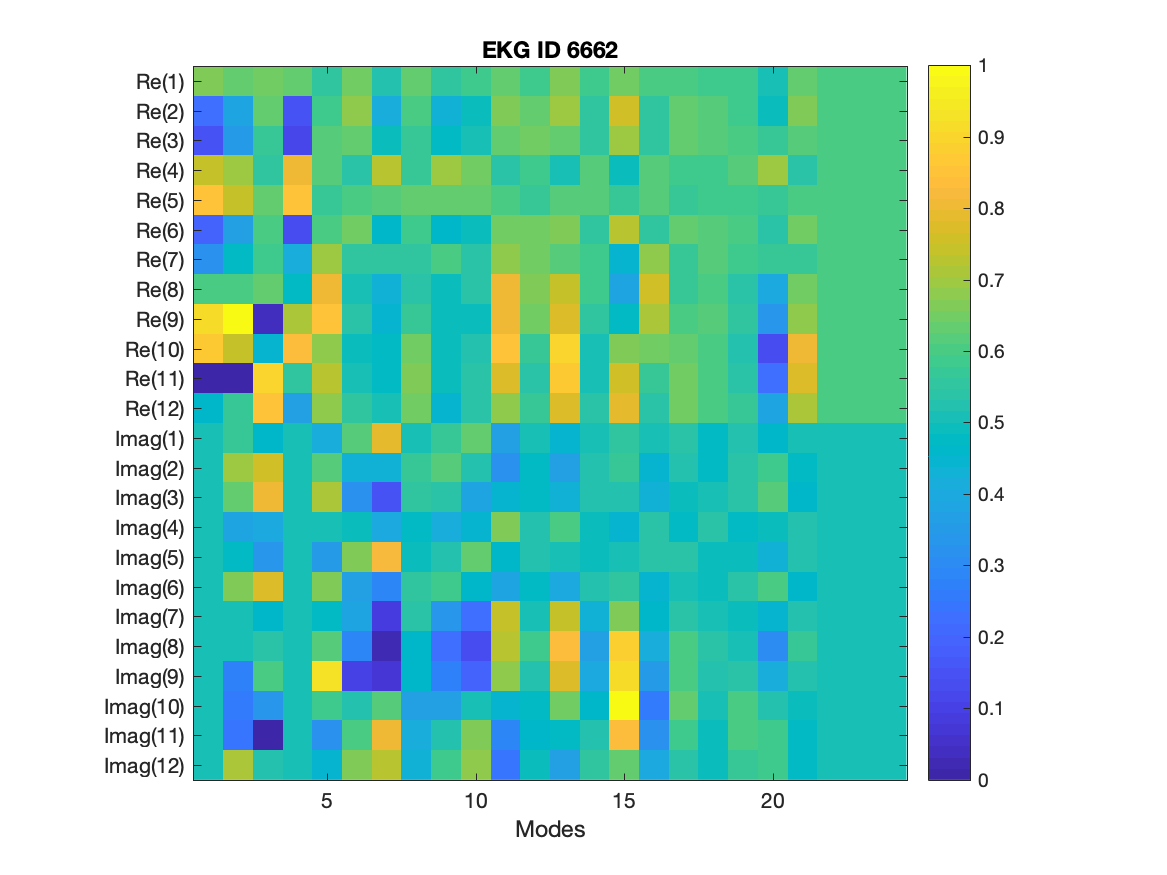 EKG ID 6662
Re(1)
Re(2)
Re(3)
Re(4)
Re(5)
Re(6)
Re(7)
Re(8)
Re(9)
Re(10)
Re(11)
Re(12)
Imag(1)
Imag(2)
Imag(3)
Imag(4)
Imag(5)
Imag(6)
Imag(7)
Imag(8)
Imag(9)
Imag(10)
Imag(11)
Imag(12)
5 10 15 20
Modes
1
0.9
0.8
0.7
0.6
0.5
0.4
0.3
0.2
0.1
0